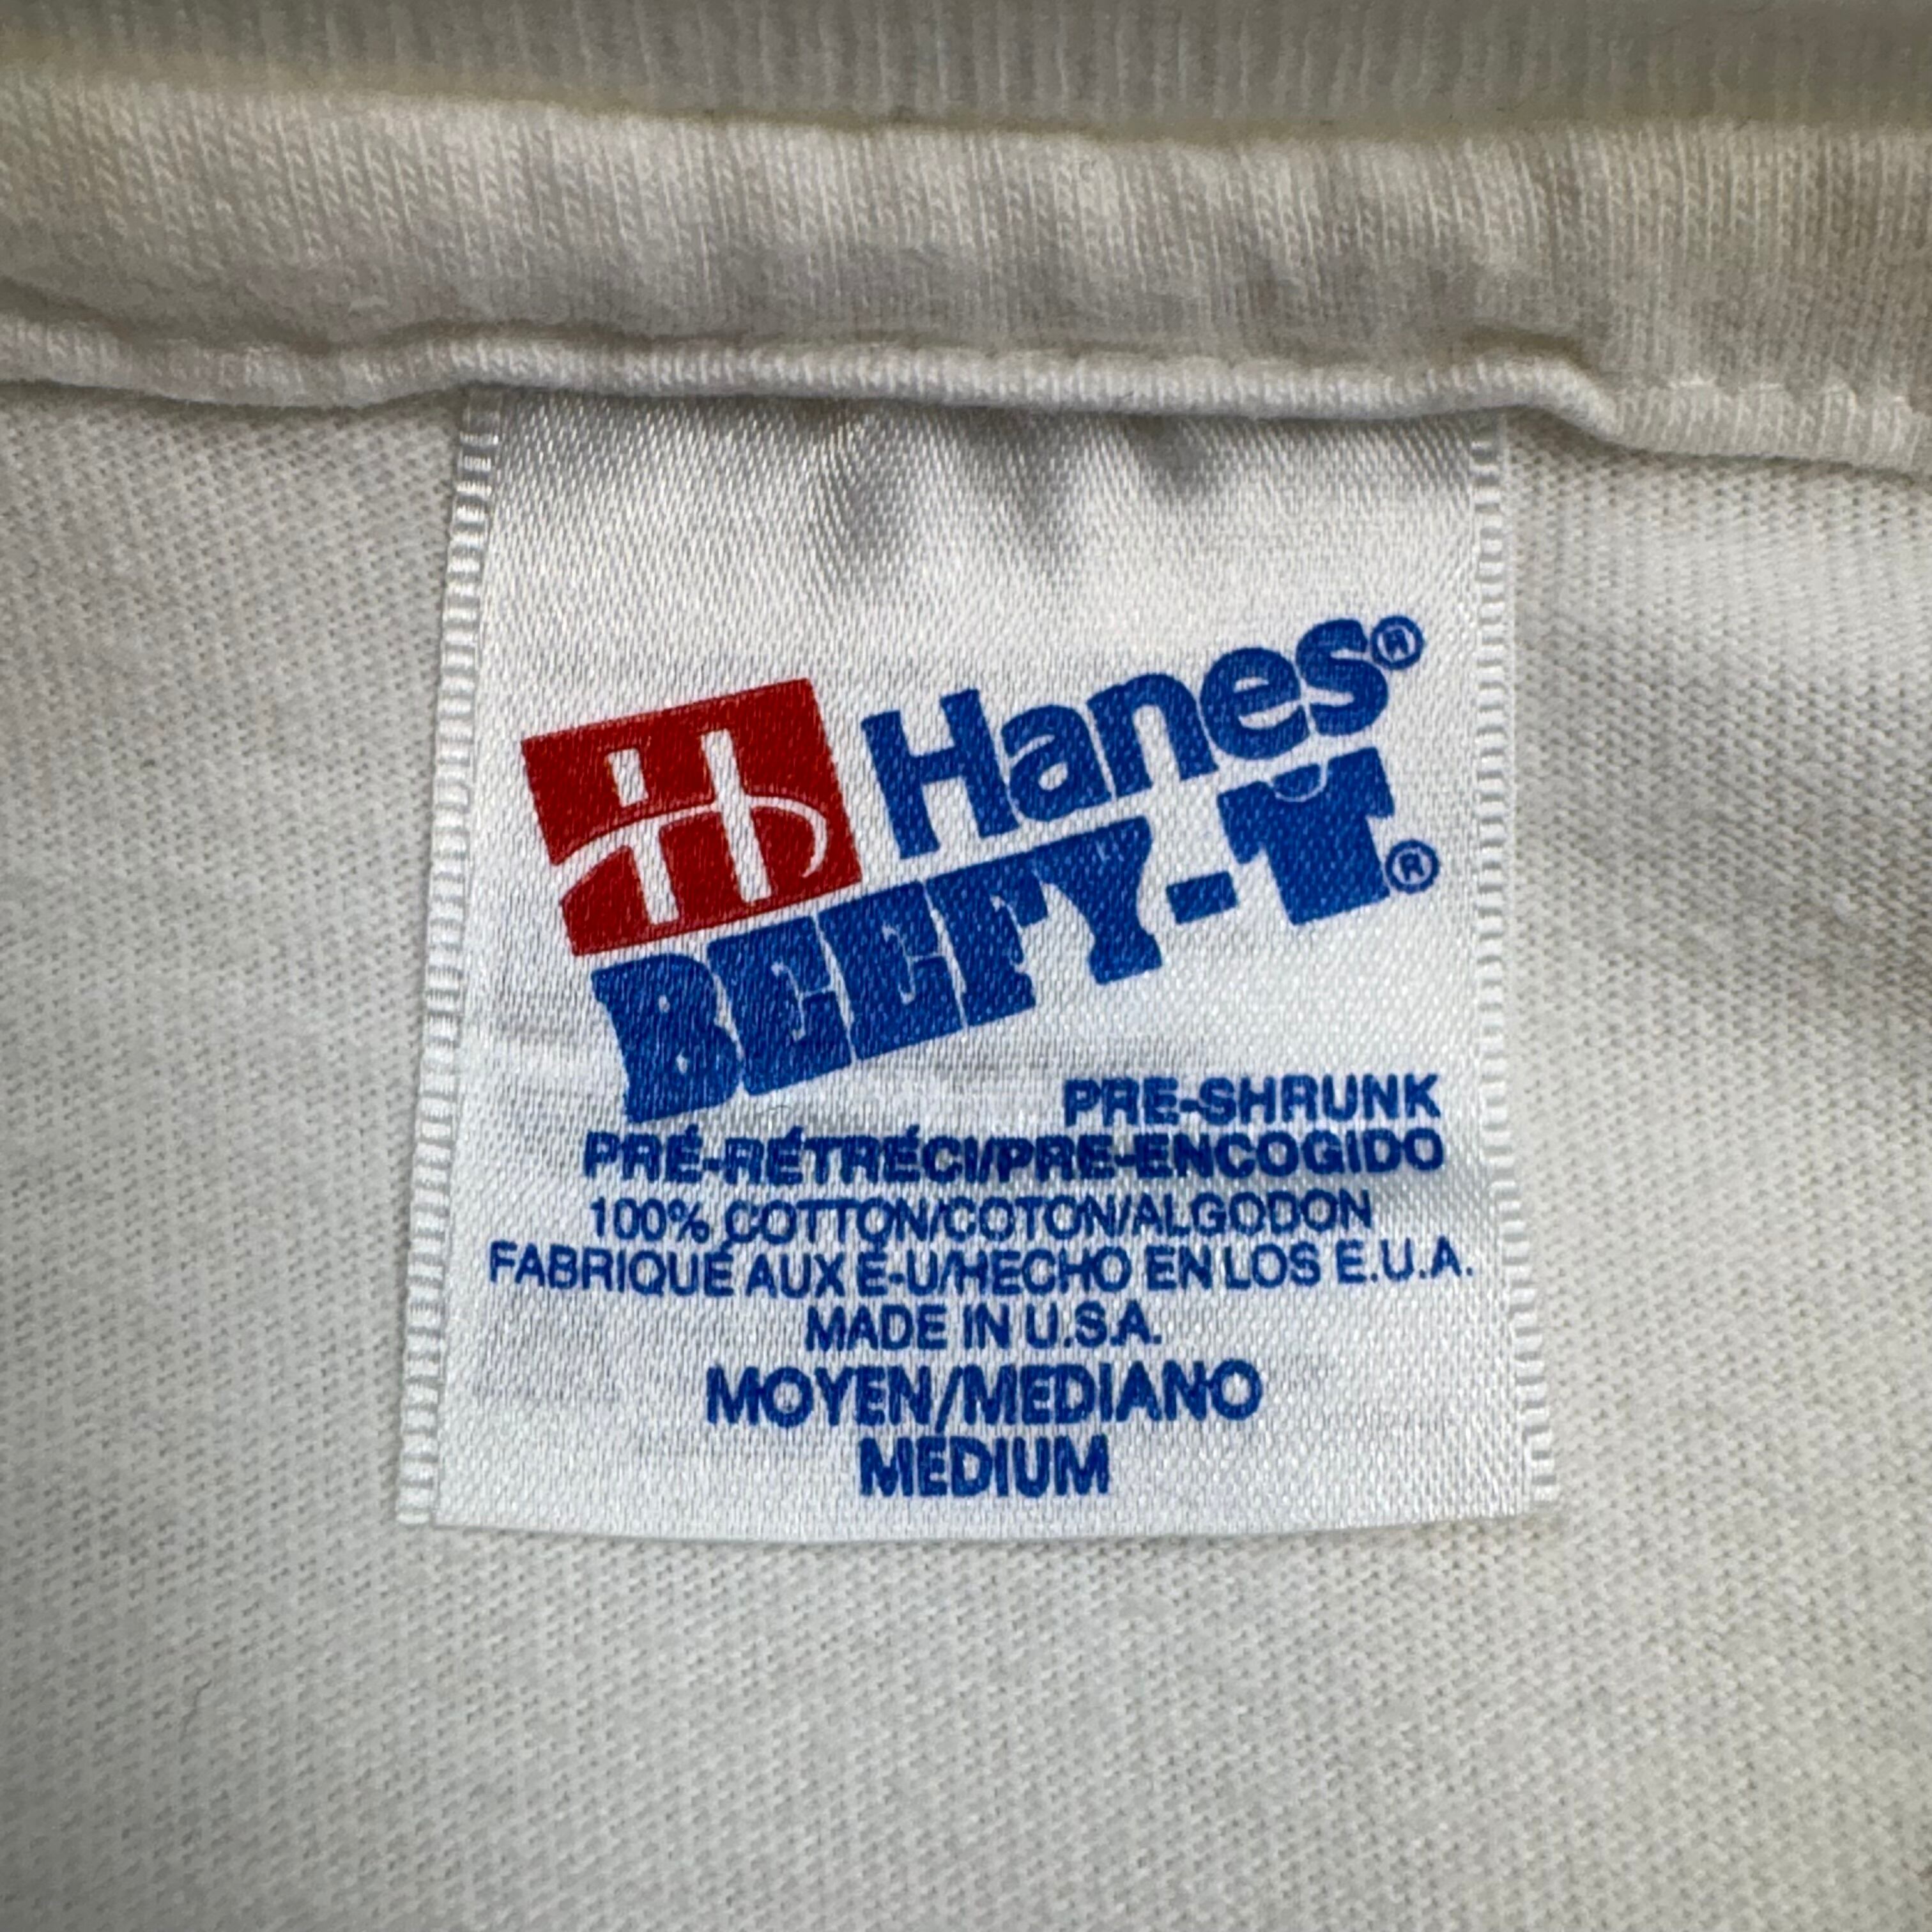 Hanes®
BEEFY-T®
PRE-SHRUNK
PRÉ-RÉTRÉCI/PRE-ENCOGIDO
100% COTTON/COTON/ALGODON
FABRIQUÉ AUX É-U/HECHO EN LOS E.U.A.
MADE IN U.S.A.
MOYEN/MEDIANO
MEDIUM